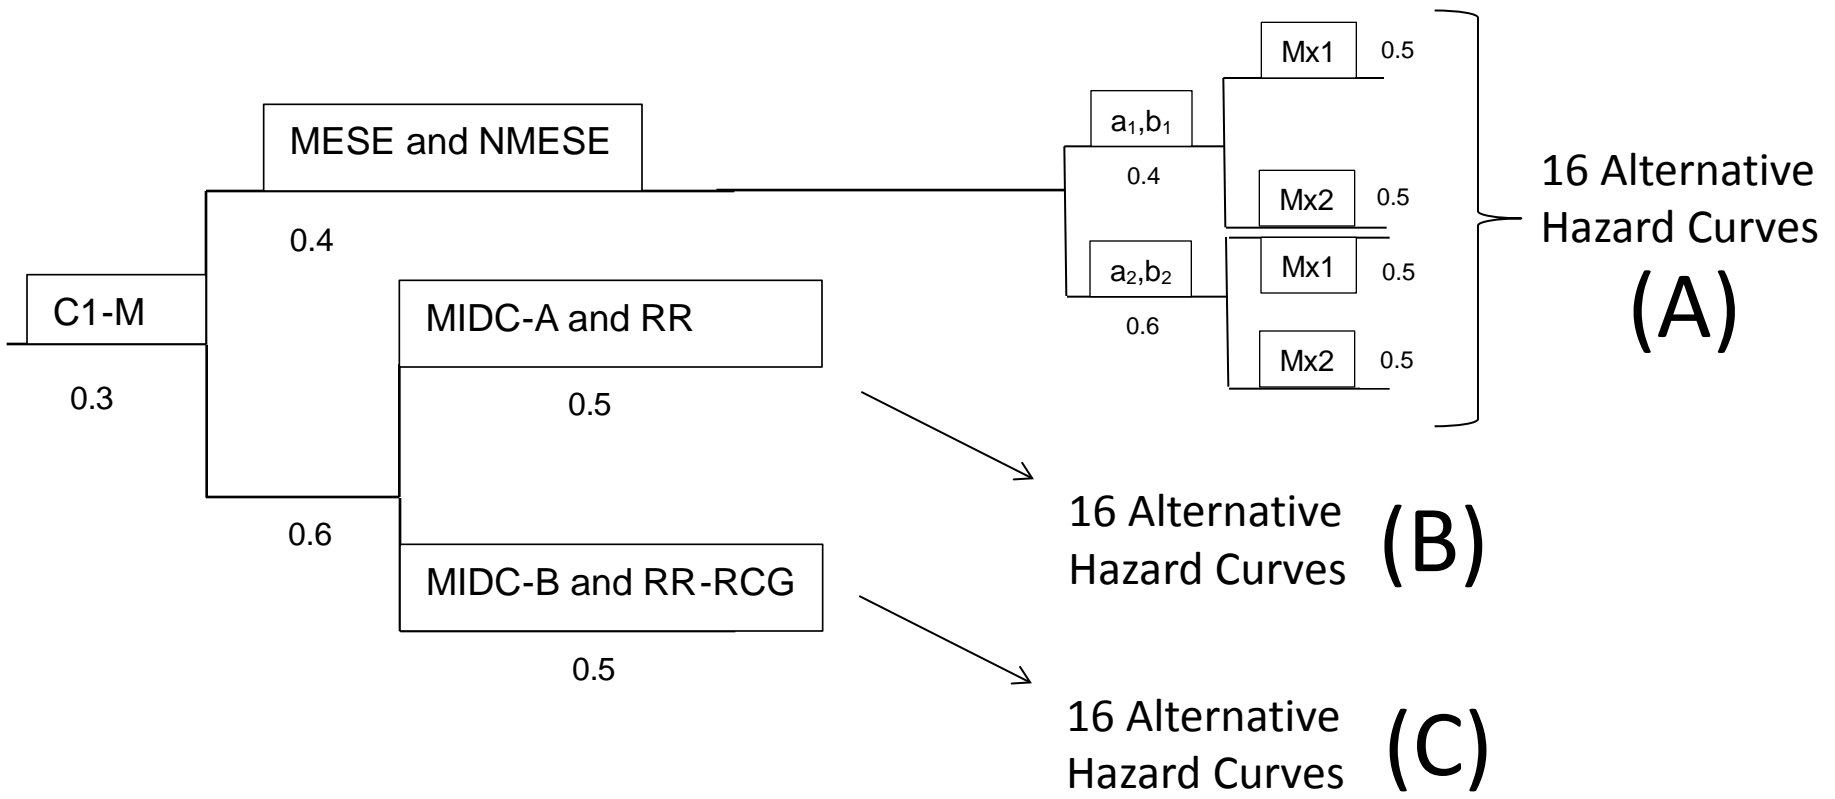 Mx1
0.5
MESE and NMESE
a₁,b₁
0.4
Mx2
0.5
0.4
a₂,b₂
0.6
Mx1
0.5
Mx2
0.5
16 Alternative
Hazard Curves
(A)
C1-M
0.3
MIDC-A and RR
0.5
0.6
16 Alternative
Hazard Curves
(B)
MIDC-B and RR-RCG
0.5
16 Alternative
Hazard Curves
(C)